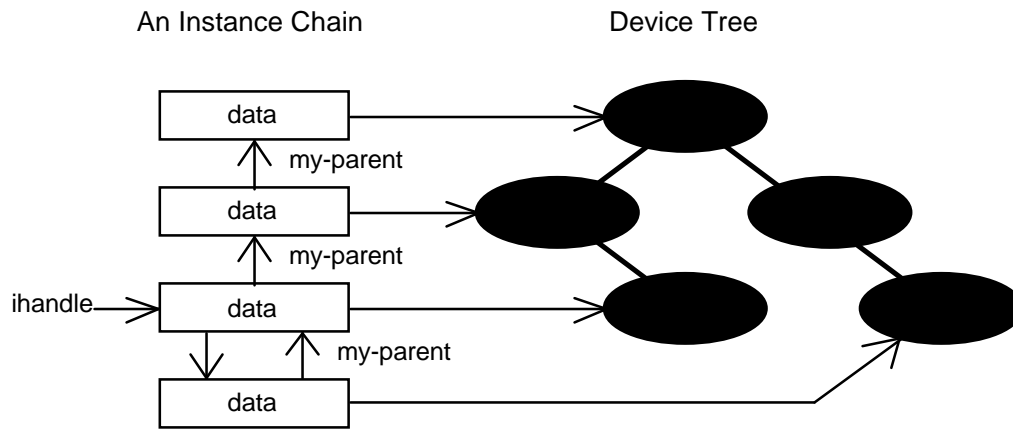 An Instance Chain
Device Tree
data
my-parent
data
my-parent
ihandle
data
my-parent
data